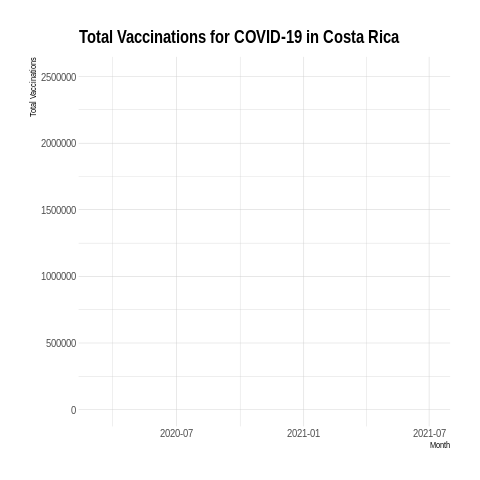 Total Vaccinations for COVID-19 in Costa Rica
Total Vaccinations
2500000
2000000
1500000
1000000
500000
0
2020-07 2021-01 2021-07
Month